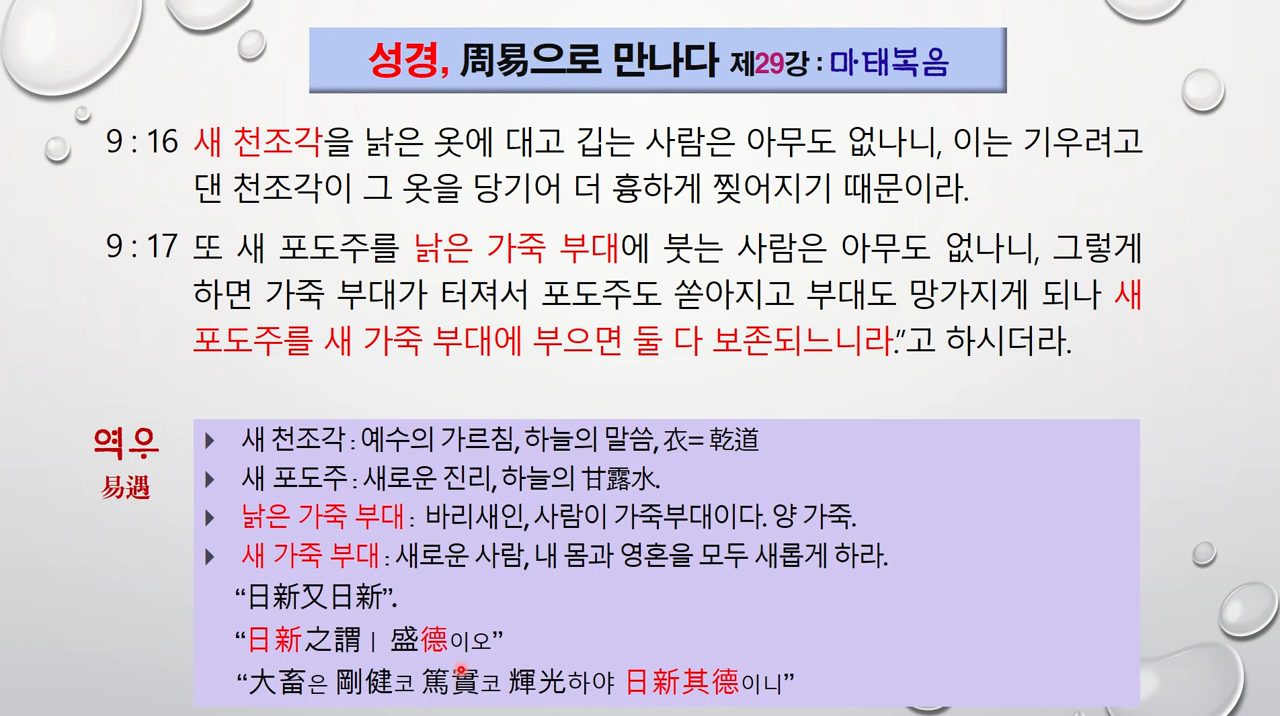 성경, 周易으로 만나다 제29강 : 마태복음
9 : 16 새 천조각을 낡은 옷에 대고 깁는 사람은 아무도 없나니, 이는 기우려고
댄 천조각이 그 옷을 당기어 더 흉하게 찢어지기 때문이라.
9 : 17 또 새 포도주를 낡은 가죽 부대에 붓는 사람은 아무도 없나니, 그렇게
하면 가죽 부대가 터져서 포도주도 쏟아지고 부대도 망가지게 되나 새
포도주를 새 가죽 부대에 부으면 둘 다 보존되느니라.”고 하시더라.
역우
易遇
새 천조각 : 예수의 가르침, 하늘의 말씀, 衣= 乾道
새 포도주 : 새로운 진리, 하늘의 甘露水.
낡은 가죽 부대 : 바리새인, 사람이 가죽부대이다. 양 가죽.
새 가죽 부대 : 새로운 사람, 내 몸과 영혼을 모두 새롭게 하라.
“日新又日新”.
“日新之謂ㅣ 盛德이오”
“大畜은 剛健코 篤實코 輝光하야 日新其德이니”